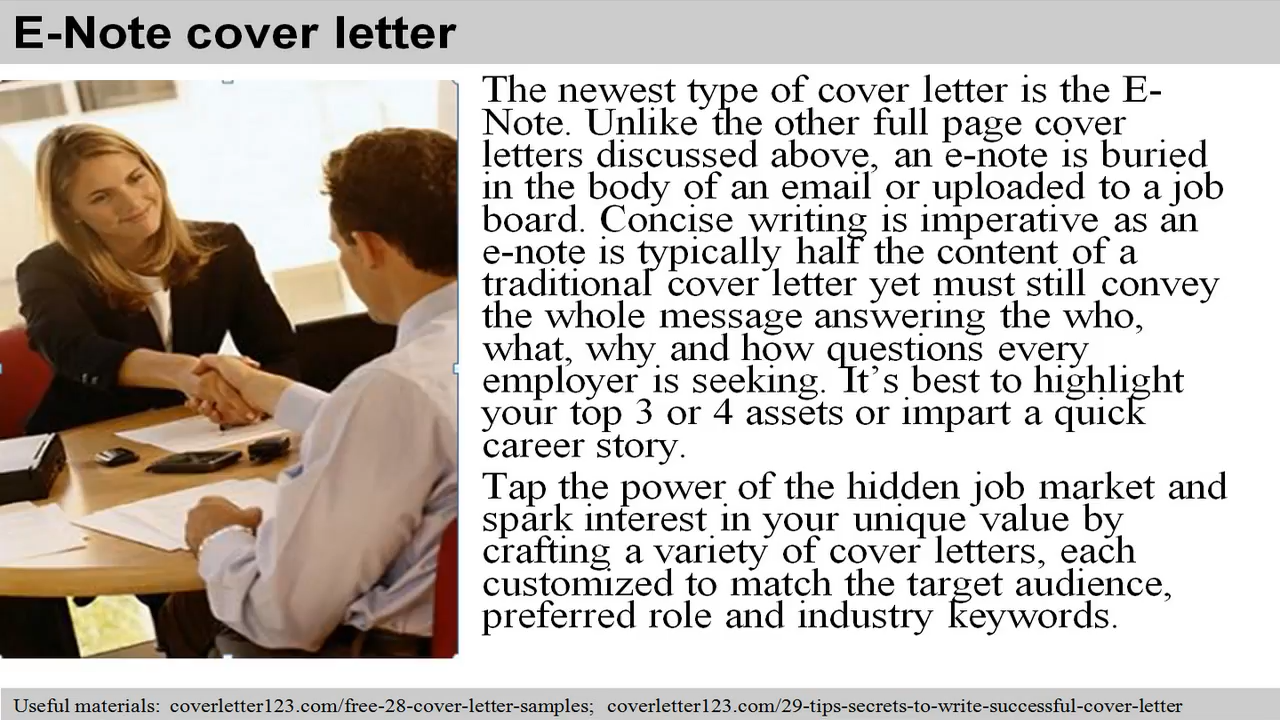 E-Note cover letter
The newest type of cover letter is the E-
Note. Unlike the other full page cover
letters discussed above, an e-note is buried
in the body of an email or uploaded to a job
board. Concise writing is imperative as an
e-note is typically half the content of a
traditional cover letter yet must still convey
the whole message answering the who,
what, why and how questions every
employer is seeking. It’s best to highlight
your top 3 or 4 assets or impart a quick
career story.
Tap the power of the hidden job market and
spark interest in your unique value by
crafting a variety of cover letters, each
customized to match the target audience,
preferred role and industry keywords.
Useful materials: coverletter123.com/free-28-cover-letter-samples; coverletter123.com/29-tips-secrets-to-write-successful-cover-letter